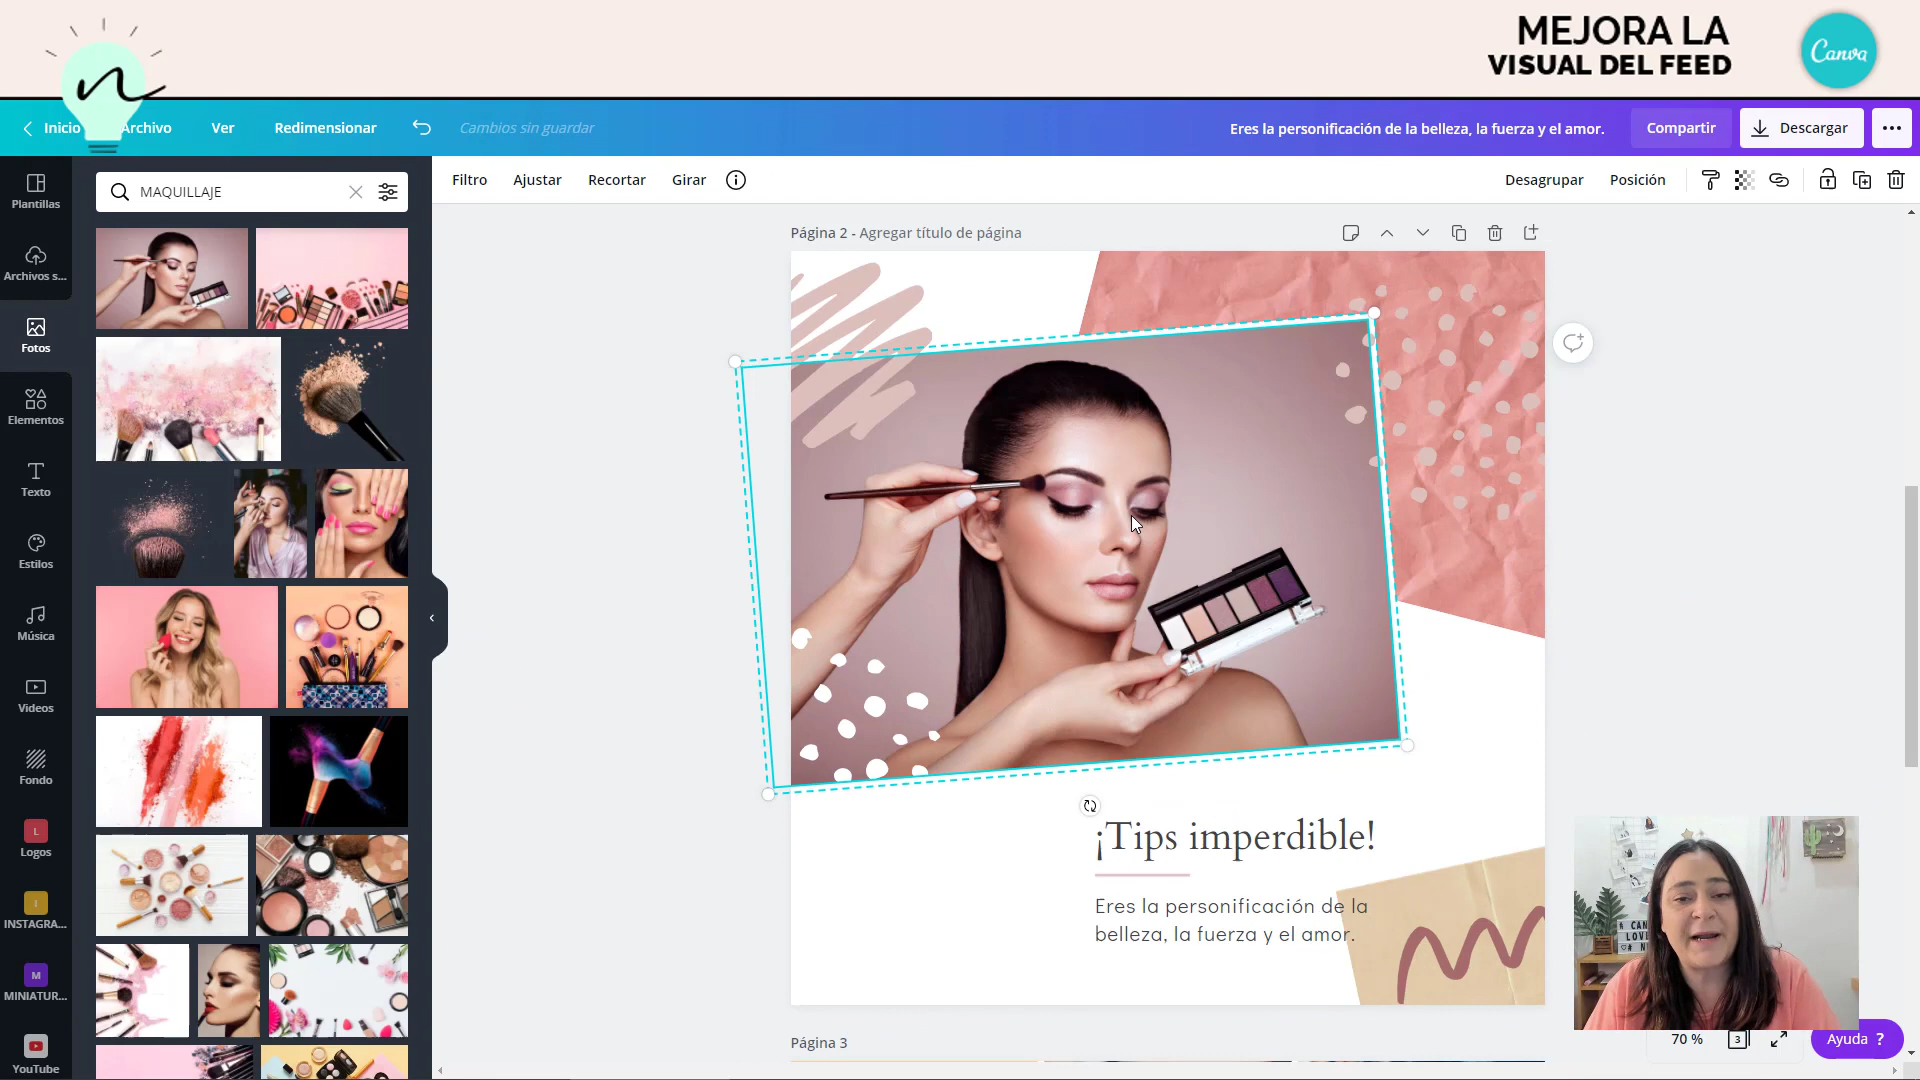 MEJORA LA
VISUAL DEL FEED
Canva
n
Inicio
Archivo
Ver
Redimensionar
Cambios sin guardar
Eres la personificación de la belleza, la fuerza y el amor.
Compartir
Descargar
MAQUILLAJE
Filtro
Ajustar
Recortar
Girar
Desagrupar
Posición
Plantillas
Archivos s...
Fotos
Elementos
Texto
Estilos
Música
Videos
Fondo
L
Logos
I
INSTAGRA...
M
MINIATUR...
YouTube
Página 2 - Agregar título de página
¡Tips imperdible!
Eres la personificación de la
belleza, la fuerza y el amor.
Página 3
70 %
3
Ayuda ?